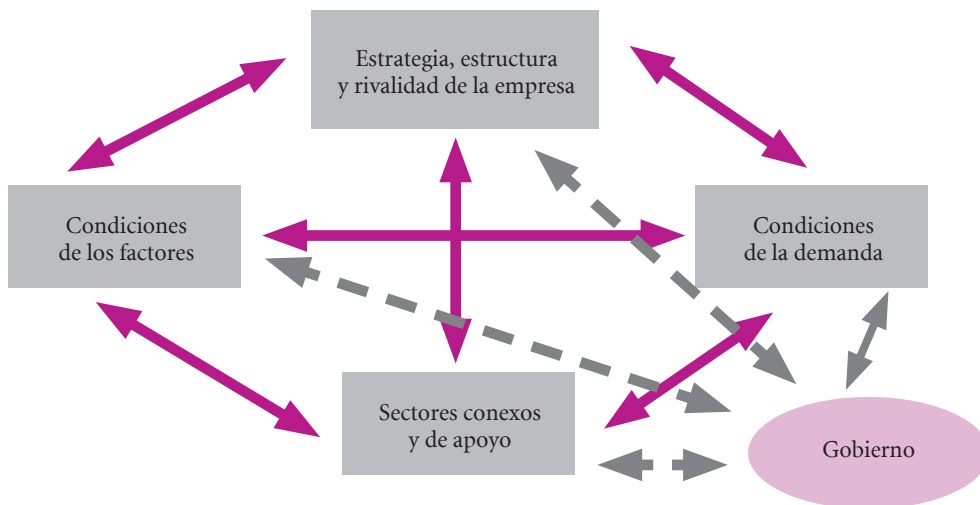 Estrategia, estructura
y rivalidad de la empresa
Condiciones
de los factores
Condiciones
de la demanda
Sectores conexos
y de apoyo
Gobierno